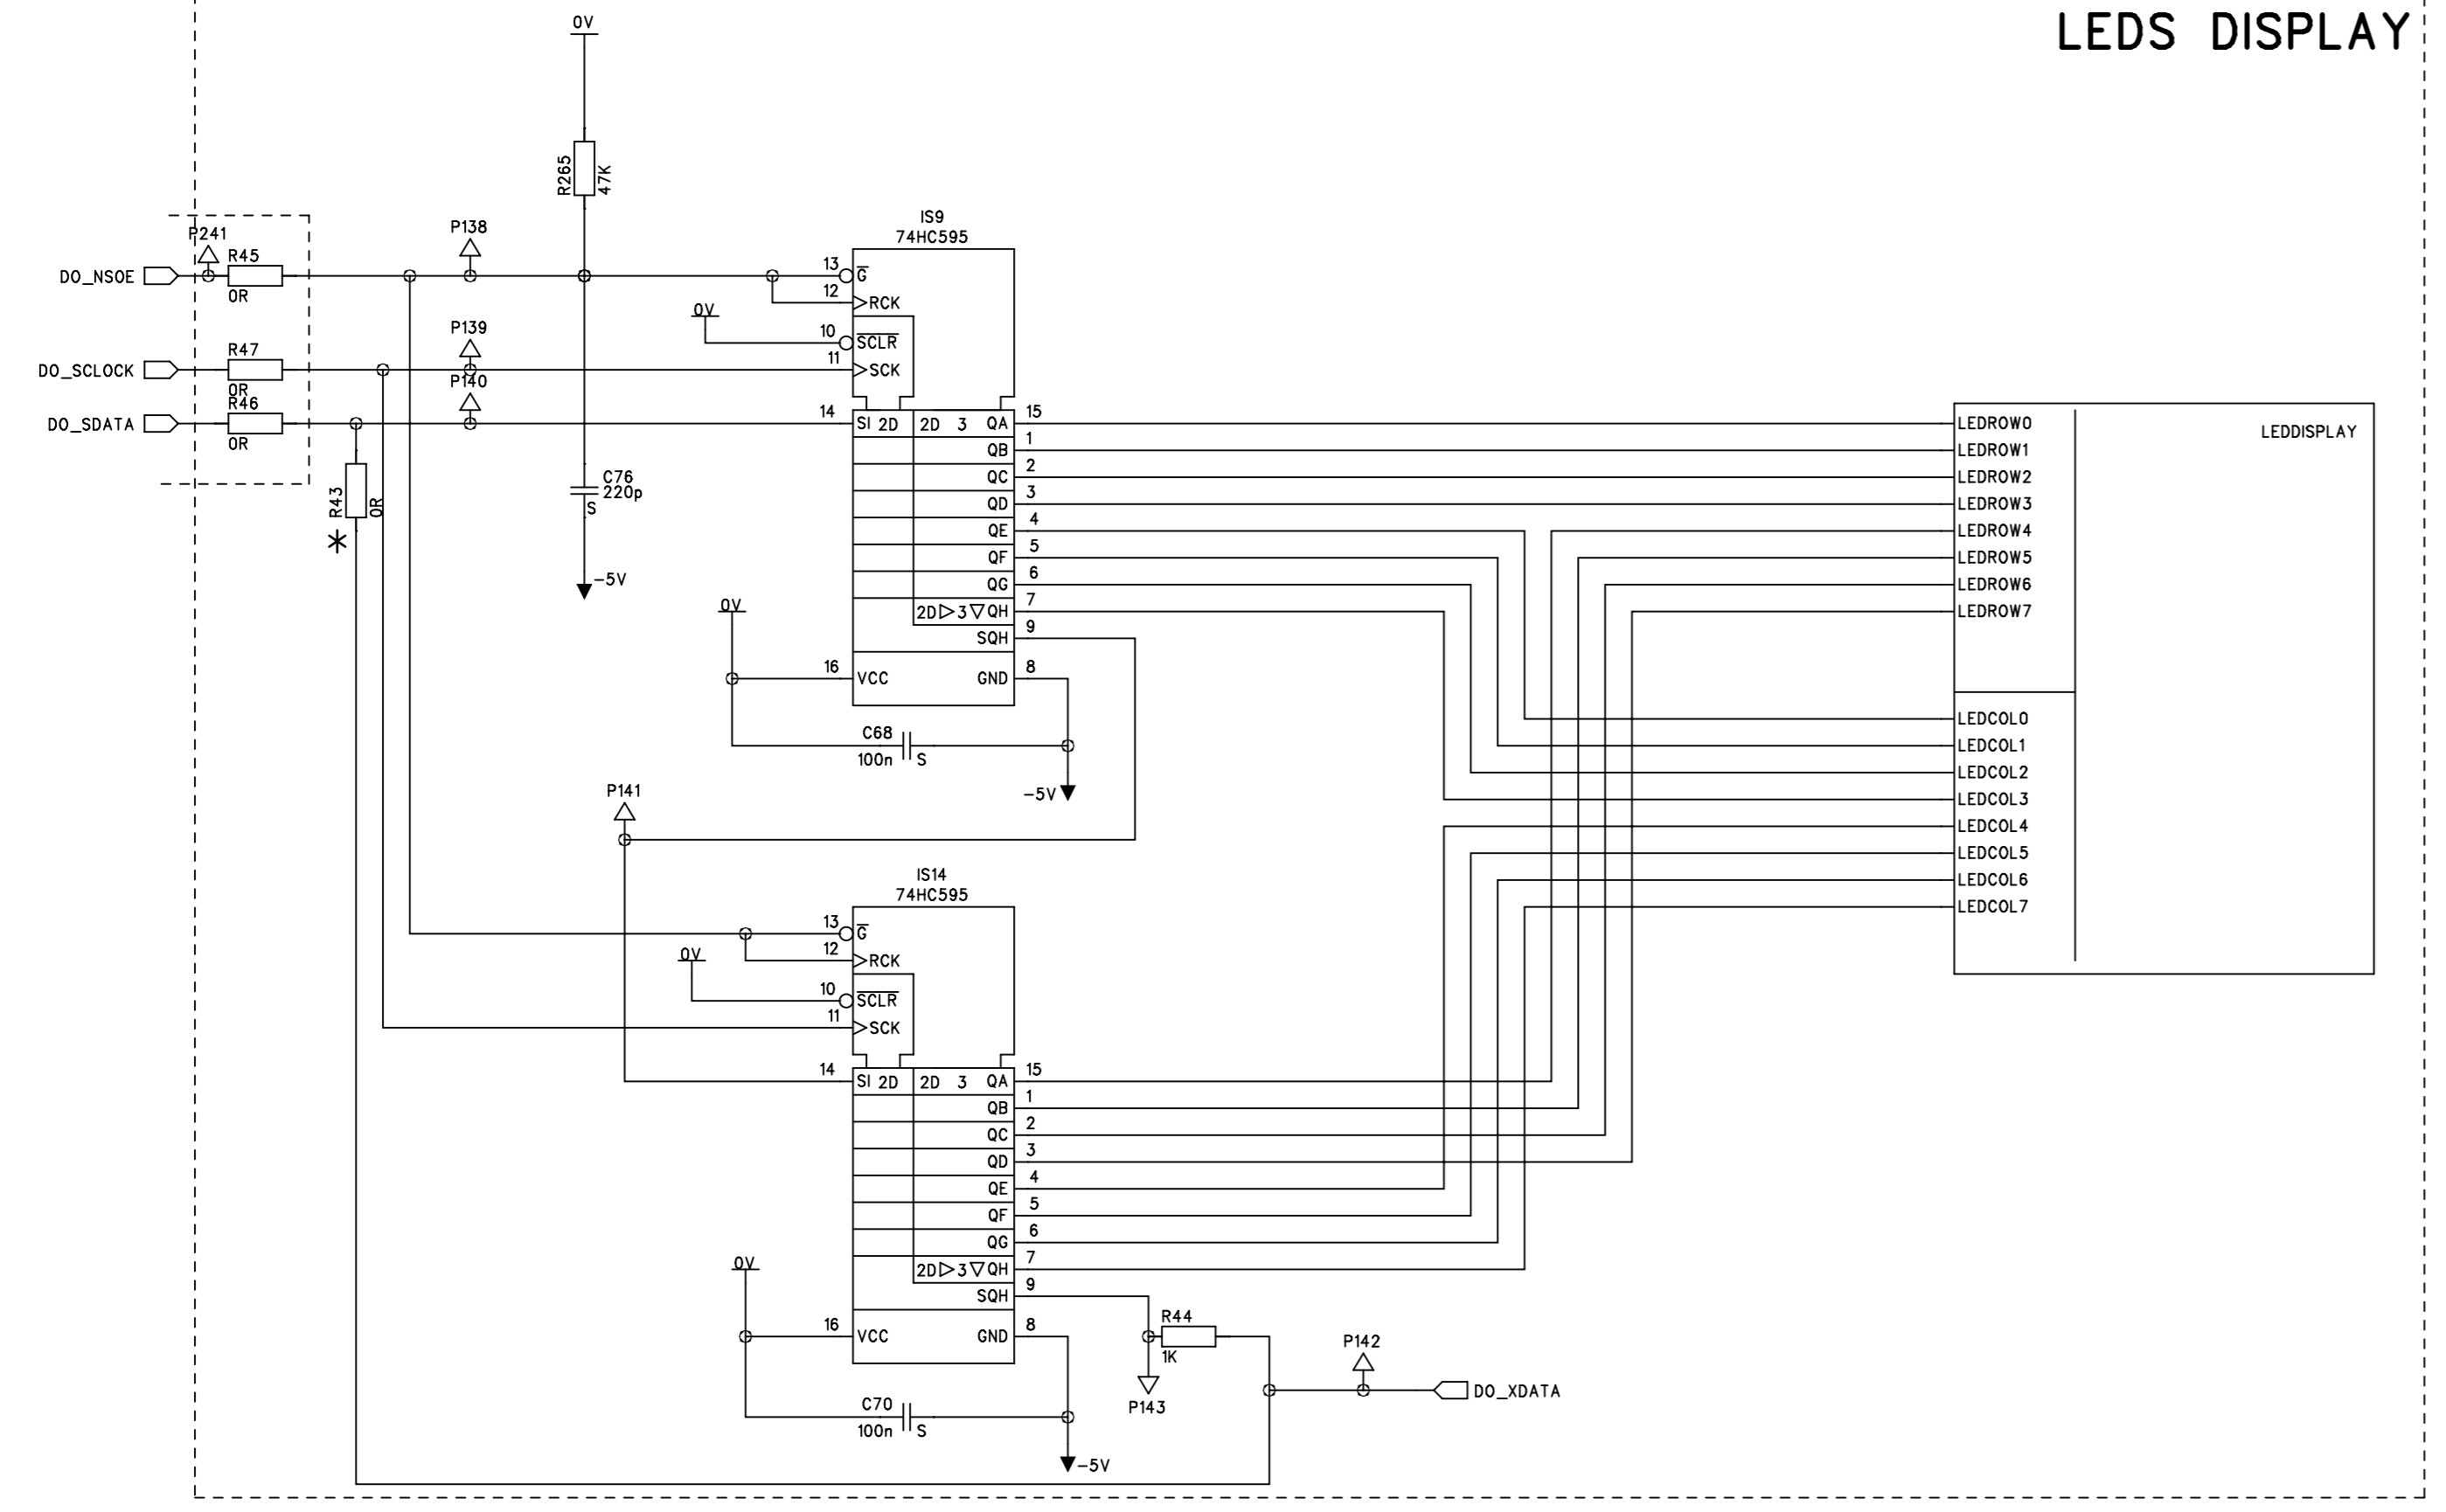 LEDS DISPLAY
0V
R265
47K
IS9
74HC595
P241
R45
0R
P138
DO_NSOE
13
G
12
RCK
0V
10
SCLR
P139
R47
11
SCK
DO_SCLOCK
0R
P140
R46
DO_SDATA
0R
14
SI 2D
2D 3 QA
15
QB
1
QC
2
QD
3
QE
4
QF
5
QG
6
2D 3 QH
7
SQH
9
16
VCC
GND
8
LEDROW0
LEDDISPLAY
LEDROW1
LEDROW2
LEDROW3
LEDROW4
LEDROW5
LEDROW6
LEDROW7
LEDCOL0
LEDCOL1
LEDCOL2
LEDCOL3
LEDCOL4
LEDCOL5
LEDCOL6
LEDCOL7
R43
0R
*
C76
220p
S
-5V
0V
C68
100n
S
-5V
P141
IS14
74HC595
13
G
12
RCK
0V
10
SCLR
11
SCK
14
SI 2D
2D 3 QA
15
QB
1
QC
2
QD
3
QE
4
QF
5
QG
6
2D 3 QH
7
SQH
9
0V
16
VCC
GND
8
R44
1K
P142
P143
DO_XDATA
C70
100n
S
-5V